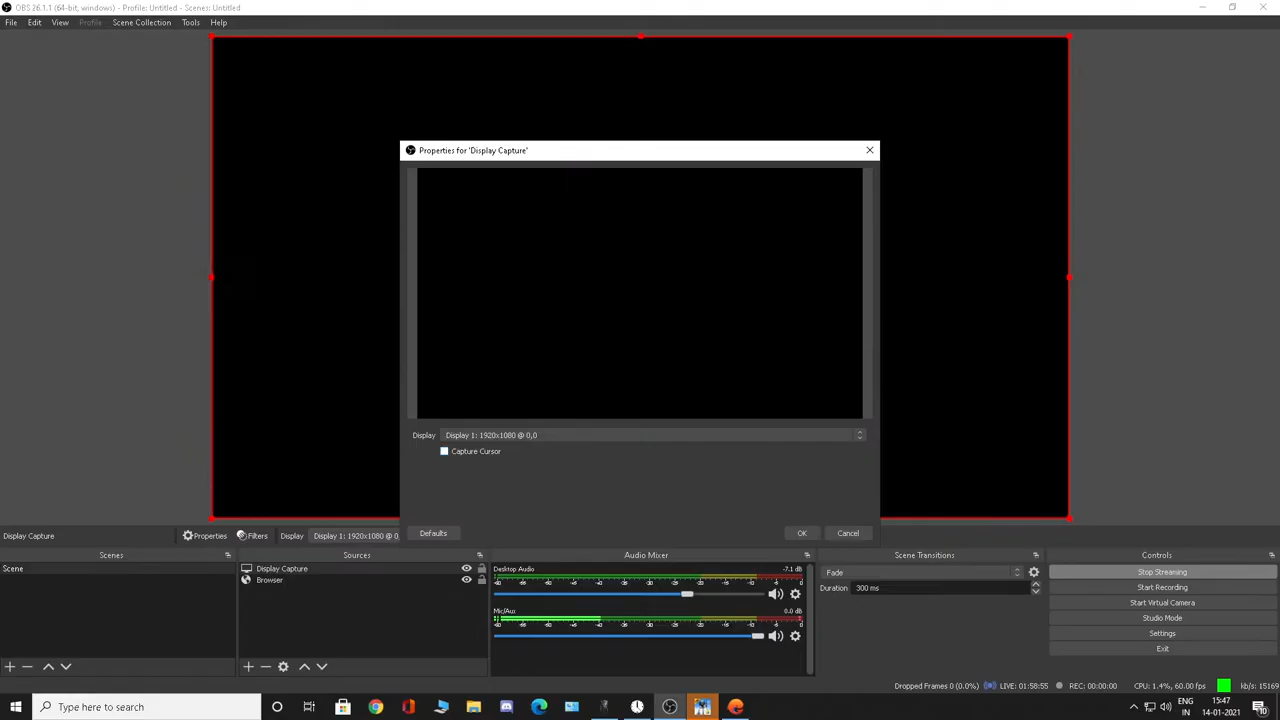 OBS 26.1.1 (64-bit, windows) - Profile: Untitled - Scenes: Untitled
File Edit View Profile Scene Collection Tools Help
Properties for 'Display Capture'
Display Display 1: 1920x1080 @ 0,0
Capture Cursor
Defaults OK Cancel
Display Capture Properties Filters Display Display 1: 1920x1080 @ 0
Scenes Sources Audio Mixer Scene Transitions Controls
Scene
Display Capture
Browser
Desktop Audio -7.1 dB
Mic/Aux 0.0 dB
Fade
Duration 300 ms
Stop Streaming
Start Recording
Start Virtual Camera
Studio Mode
Settings
Exit
Dropped Frames 0 (0.0%) LIVE: 01:58:55 REC: 00:00:00 CPU: 1.4%, 60.00 fps kb/s: 15169
Type here to search
ENG
IN
15:47
14-01-2021